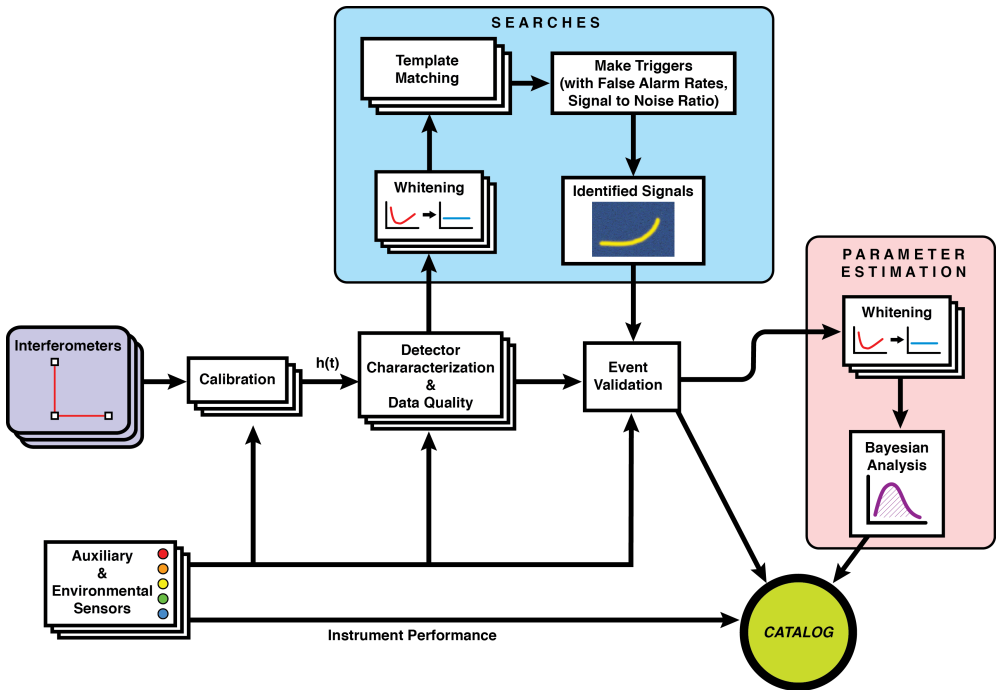 SEARCHES
Template
Matching
Make Triggers
(with False Alarm Rates,
Signal to Noise Ratio)
Whitening
Identified Signals
PARAMETER
ESTIMATION
Whitening
Interferometers
Calibration
h(t)
Detector
Chararacterization
&
Data Quality
Event
Validation
Bayesian
Analysis
Auxiliary
&
Environmental
Sensors
Instrument Performance
CATALOG